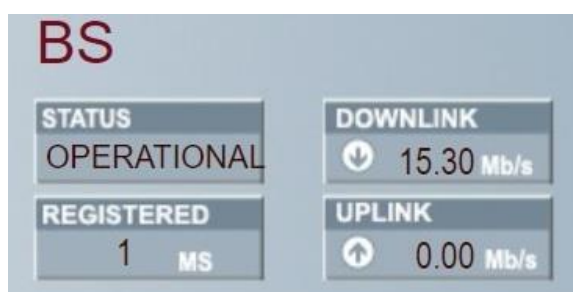 BS
STATUS
OPERATIONAL
DOWNLINK
15.30 Mb/s
REGISTERED
1 MS
UPLINK
0.00 Mb/s